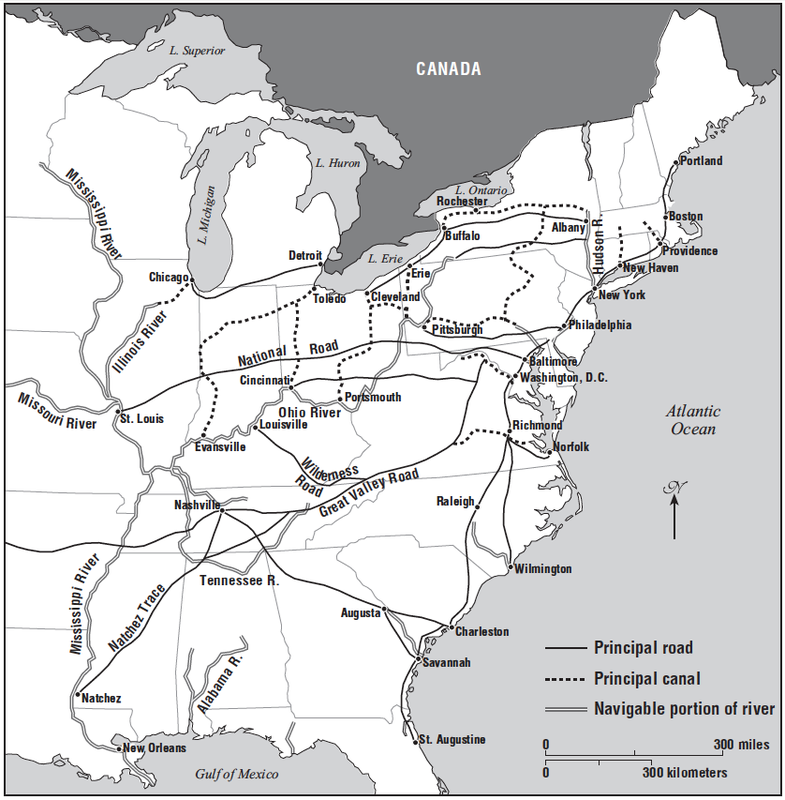 L. Superior
CANADA
L. Huron
L. Michigan
L. Ontario
Rochester
Portland
Mississippi River
Boston
Albany
Hudson R.
Buffalo
Providence
L. Erie
Detroit
Erie
New Haven
Chicago
Toledo
Cleveland
New York
Illinois River
Pittsburgh
Philadelphia
National Road
Baltimore
Washington, D.C.
Cincinnati
Portsmouth
Missouri River
St. Louis
Ohio River
Louisville
Richmond
Atlantic
Ocean
Evansville
Norfolk
Wilderness
Road
Great Valley Road
Nashville
Raleigh
N
Mississippi River
Tennessee R.
Wilmington
Natchez Trace
Augusta
Charleston
Savannah
Alabama R.
Natchez
New Orleans
St. Augustine
Gulf of Mexico
Principal road
Principal canal
Navigable portion of river
0 300 miles
0 300 kilometers